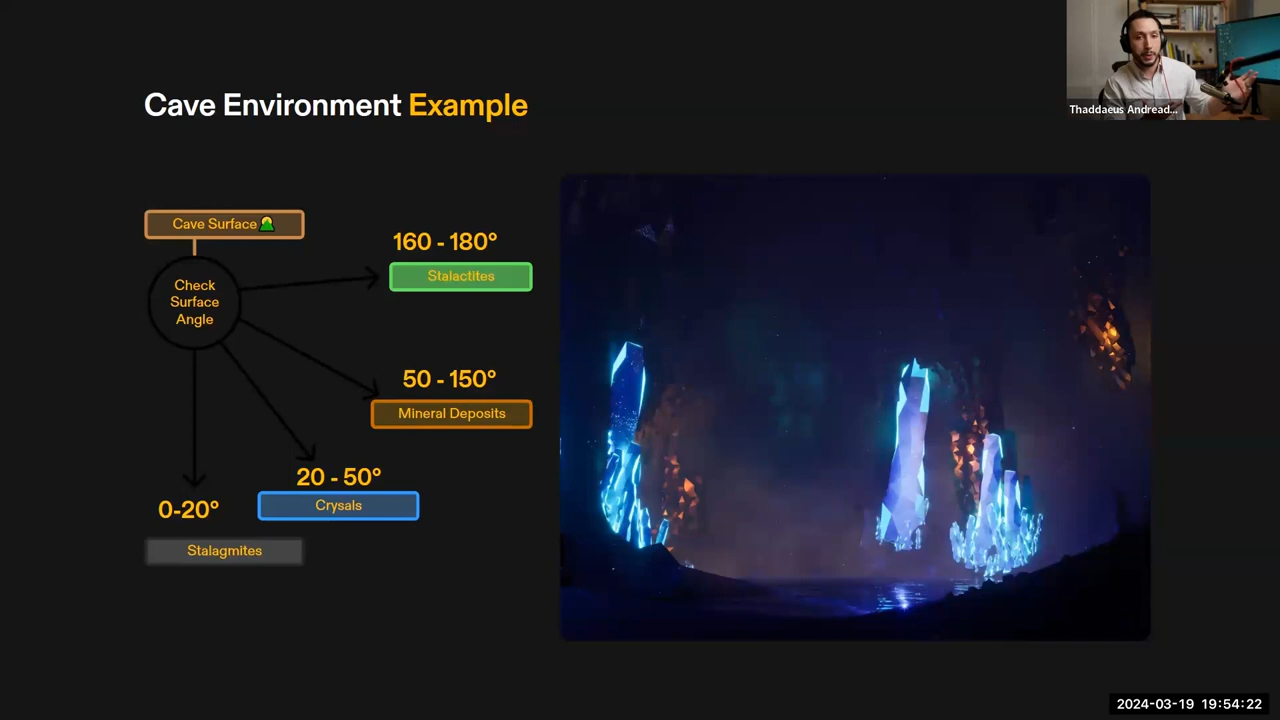 Thaddaeus Andread...
Cave Environment Example
Cave Surface
Check
Surface
Angle
160 - 180°
Stalactites
50 - 150°
Mineral Deposits
20 - 50°
Crysals
0-20°
Stalagmites
2024-03-19 19:54:22